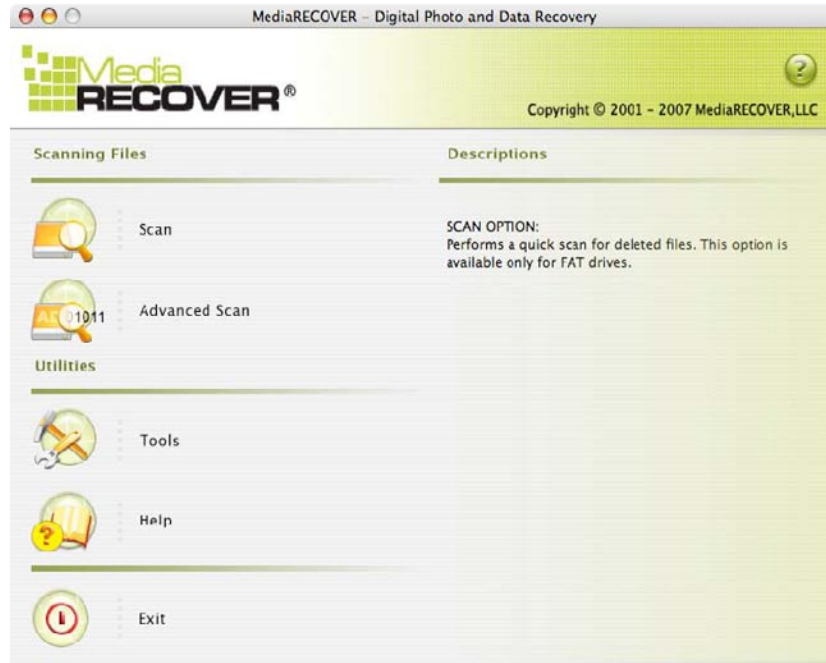 MediaRECOVER – Digital Photo and Data Recovery
Media
RECOVER®
?
Copyright © 2001 – 2007 MediaRECOVER,LLC
Scanning Files
Scan
AD01011
Advanced Scan
Utilities
Tools
?
Help
Exit
Descriptions
SCAN OPTION:
Performs a quick scan for deleted files. This option is
available only for FAT drives.